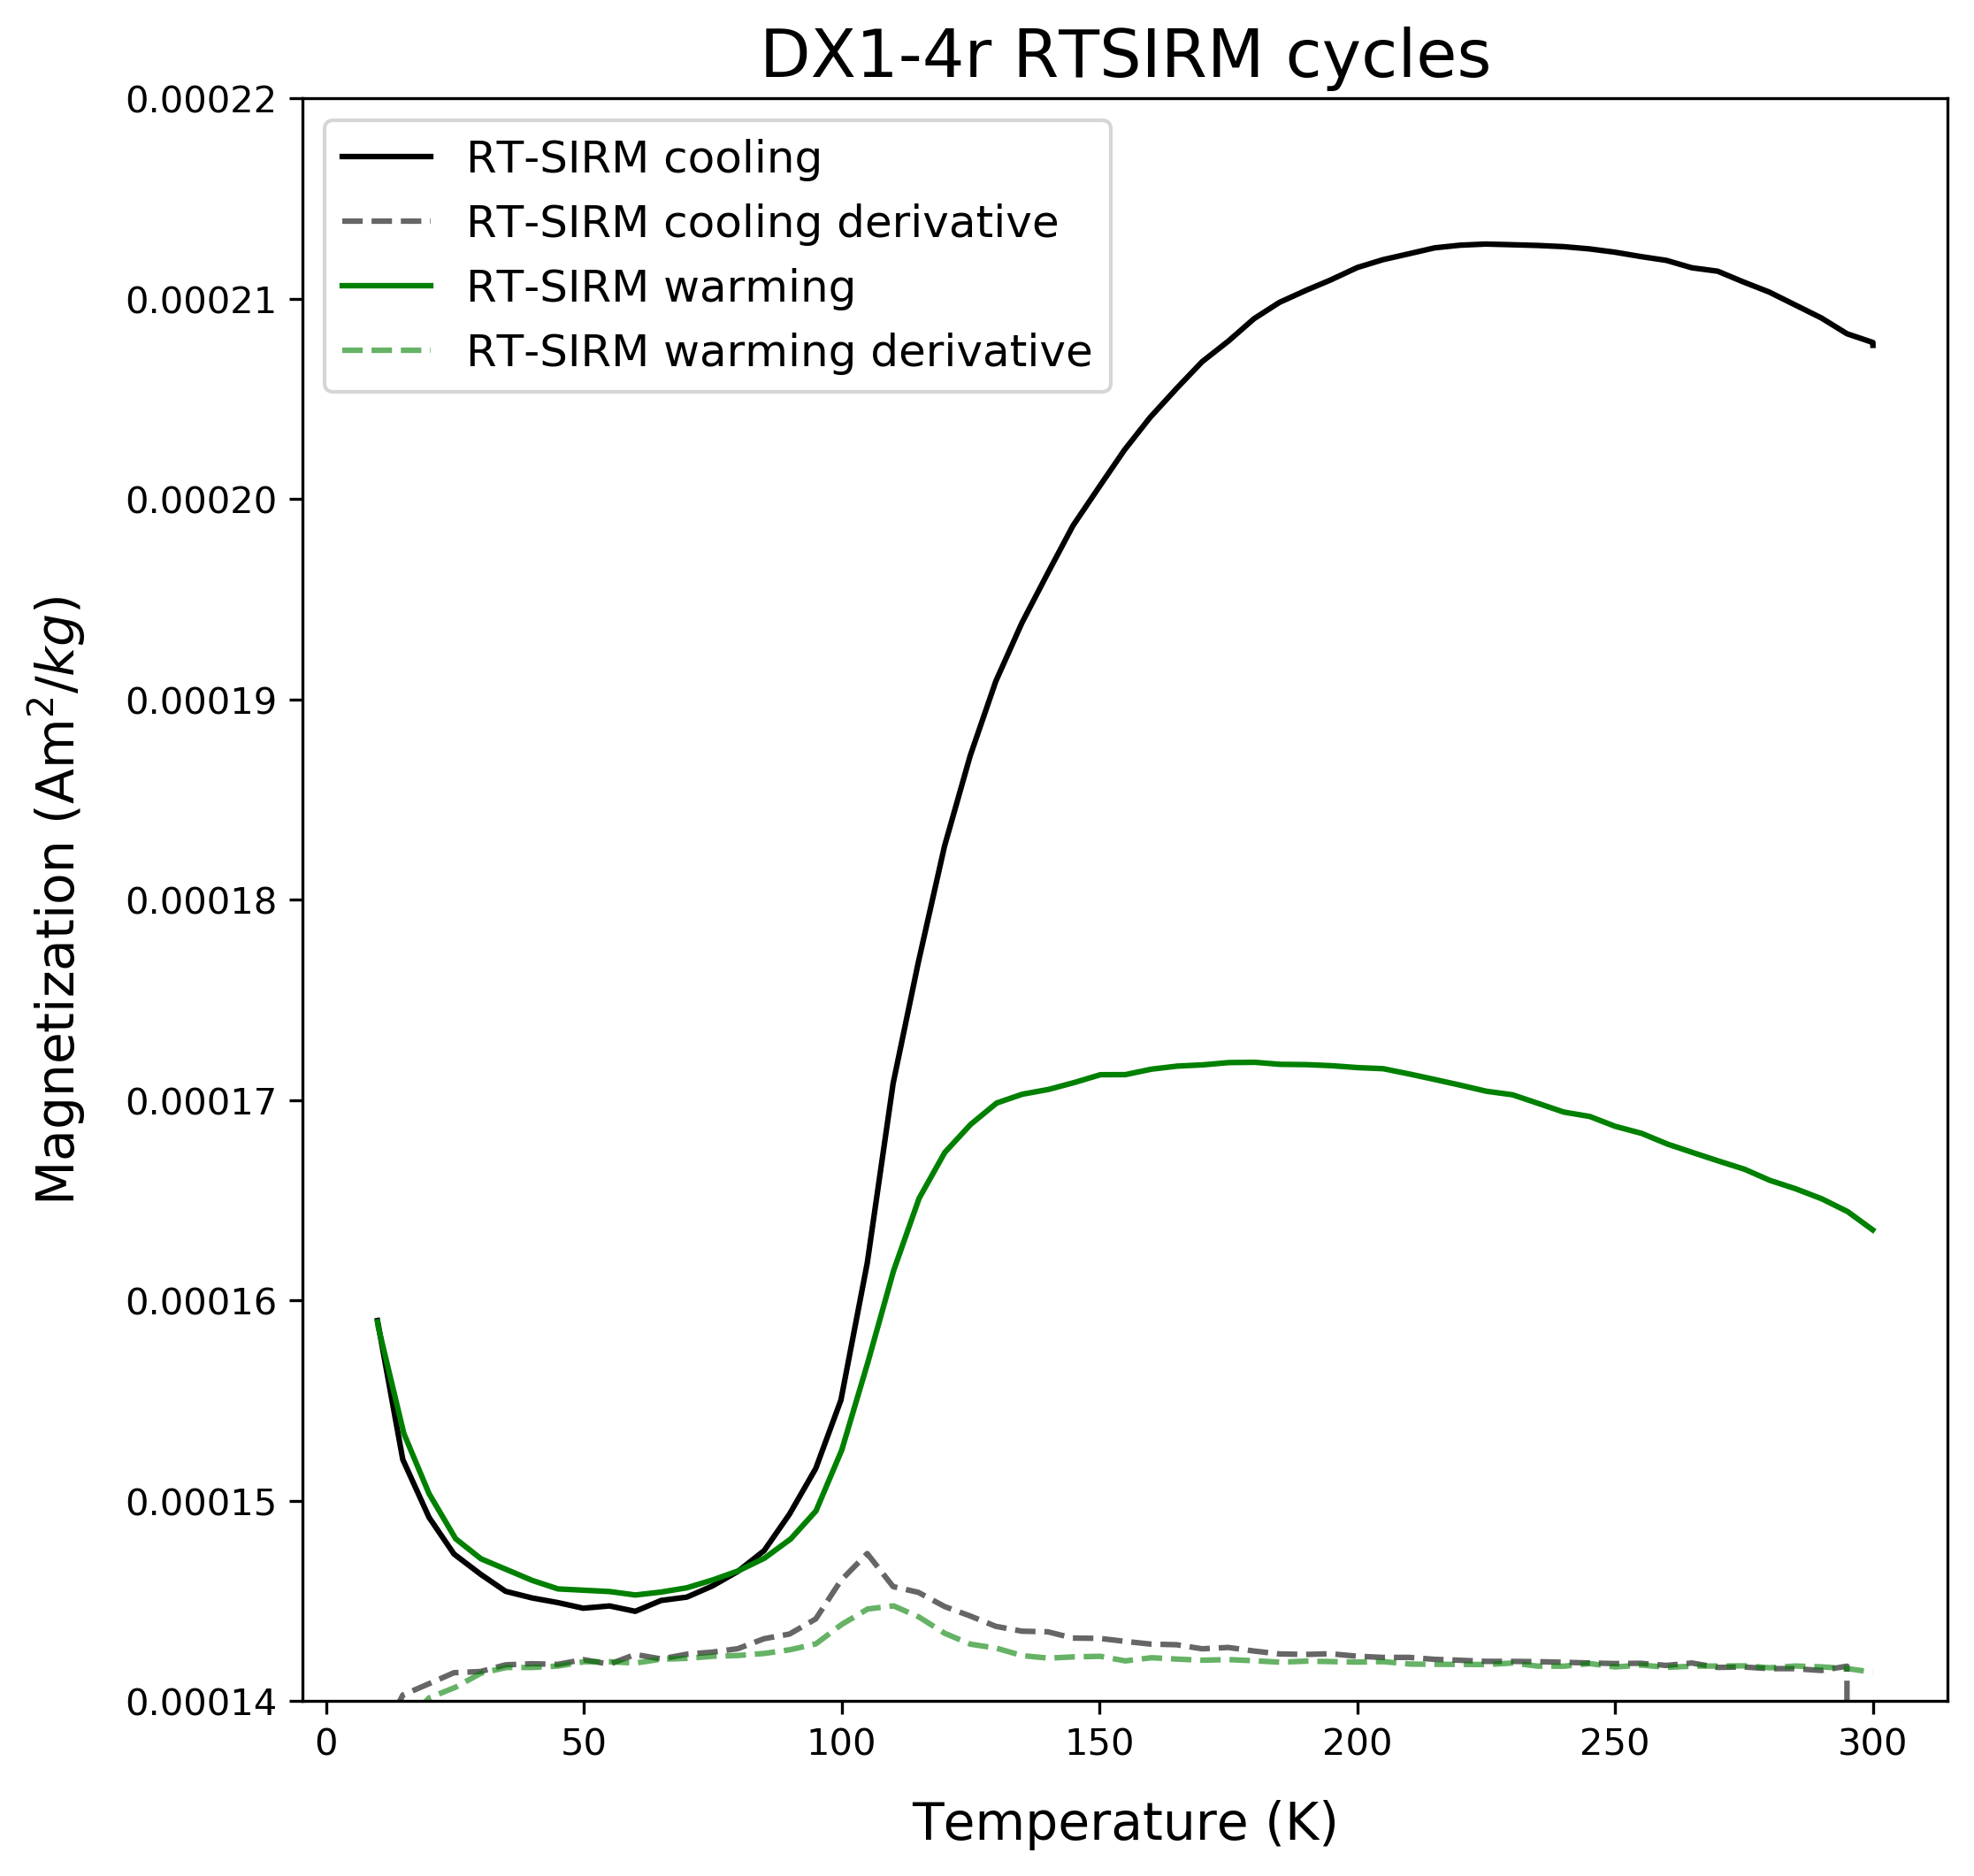 DX1-4r RTSIRM cycles
RT-SIRM cooling
RT-SIRM cooling derivative
RT-SIRM warming
RT-SIRM warming derivative
0.00022
0.00021
0.00020
0.00019
0.00018
0.00017
0.00016
0.00015
0.00014
Magnetization (Am²/kg)
0 50 100 150 200 250 300
Temperature (K)